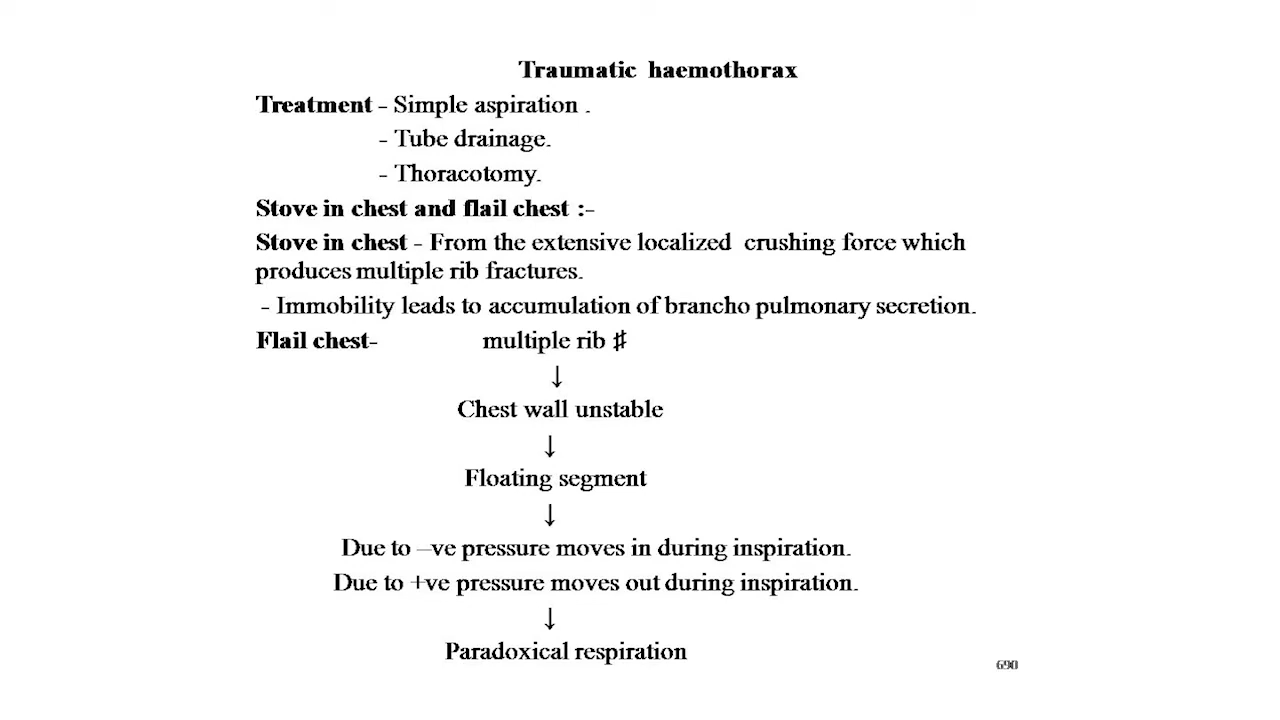 Traumatic haemothorax
Treatment - Simple aspiration .
- Tube drainage.
- Thoracotomy.
Stove in chest and flail chest :-
Stove in chest - From the extensive localized crushing force which
produces multiple rib fractures.
- Immobility leads to accumulation of brancho pulmonary secretion.
Flail chest- multiple rib ♯
↓
Chest wall unstable
↓
Floating segment
↓
Due to –ve pressure moves in during inspiration.
Due to +ve pressure moves out during inspiration.
↓
Paradoxical respiration
690